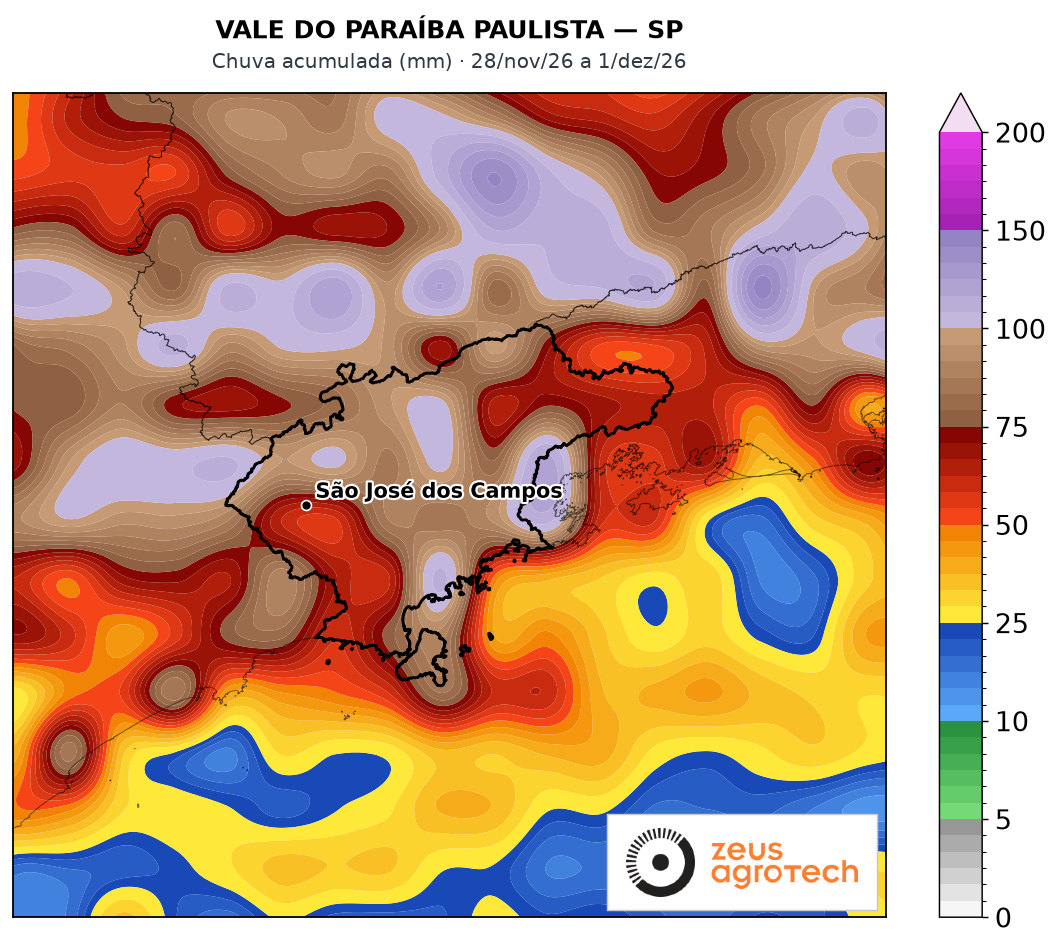 VALE DO PARAÍBA PAULISTA — SP
Chuva acumulada (mm) · 28/nov/26 a 1/dez/26
São José dos Campos
200
150
100
75
50
25
10
5
0
zeus
agrotech